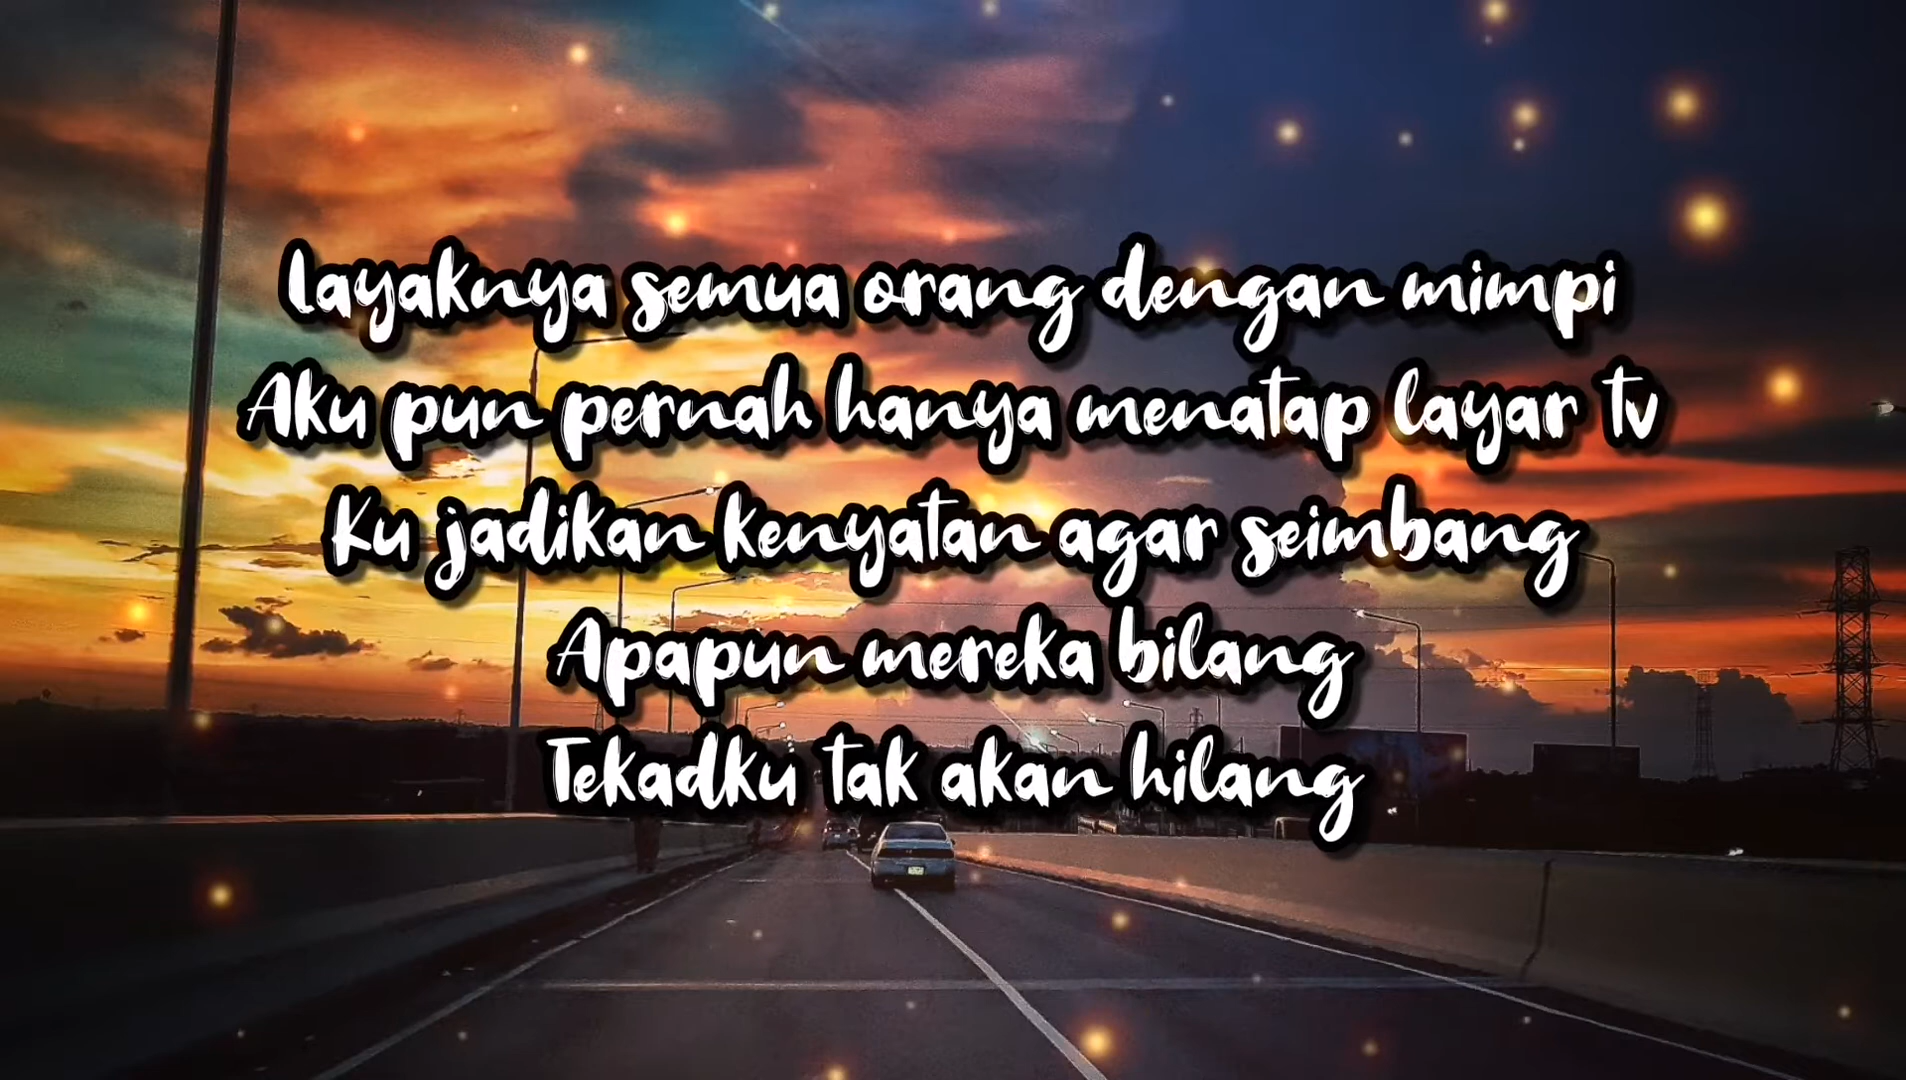 Layaknya semua orang dengan mimpi
Aku pun pernah hanya menatap layar tv
Ku jadikan kenyatan agar seimbang
Apapun mereka bilang
Tekadku tak akan hilang